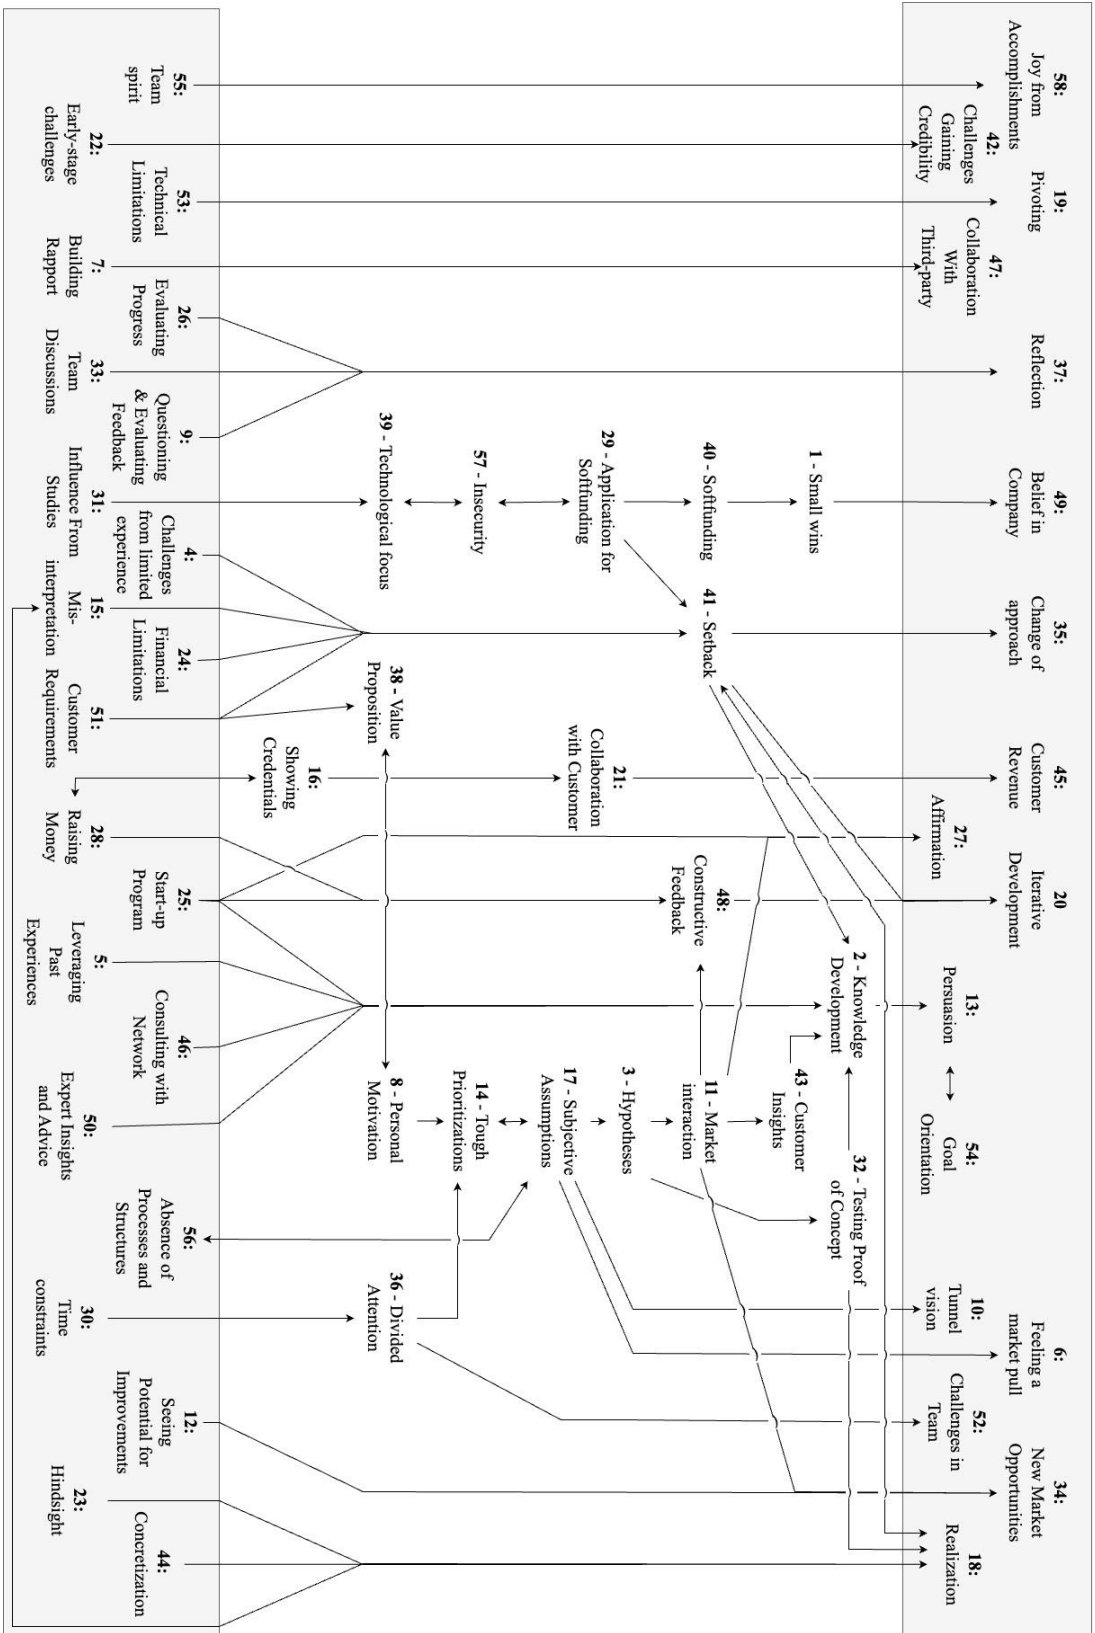 58:
Joy from
Accomplishments
42:
Challenges
Gaining
Credibility
19:
Pivoting
47:
Collaboration
With
Third-party
37:
Reflection
49:
Belief in
Company
35:
Change of
approach
45:
Customer
Revenue
27:
Affirmation
20
Iterative
Development
13:
Persuasion
54:
Goal
Orientation
10:
Tunnel
vision
6:
Feeling a
market pull
52:
Challenges in
Team
34:
New Market
Opportunities
18:
Realization
2 - Knowledge
Development
32 - Testing Proof
of Concept
1 - Small wins
43 - Customer
Insights
40 - Softfunding
41 - Setback
48:
Constructive
Feedback
11 - Market
interaction
29 - Application for
Softfunding
21:
Collaboration
with Customer
3 - Hypotheses
17 - Subjective
Assumptions
57 - Insecurity
14 - Tough
Prioritizations
39 - Technological focus
38 - Value
Proposition
8 - Personal
Motivation
36 - Divided
Attention
16:
Showing
Credentials
55:
Team
spirit
22:
Early-stage
challenges
53:
Technical
Limitations
7:
Building
Rapport
26:
Evaluating
Progress
33:
Team
Discussions
9:
Questioning
& Evaluating
Feedback
31:
Influence From
Studies
4:
Challenges
from limited
experience
15:
Mis-
interpretation
24:
Financial
Limitations
51:
Customer
Requirements
28:
Raising
Money
25:
Start-up
Program
5:
Leveraging
Past
Experiences
46:
Consulting with
Network
50:
Expert Insights
and Advice
56:
Absence of
Processes and
Structures
30:
Time
constraints
12:
Seeing
Potential for
Improvements
23:
Hindsight
44:
Concretization